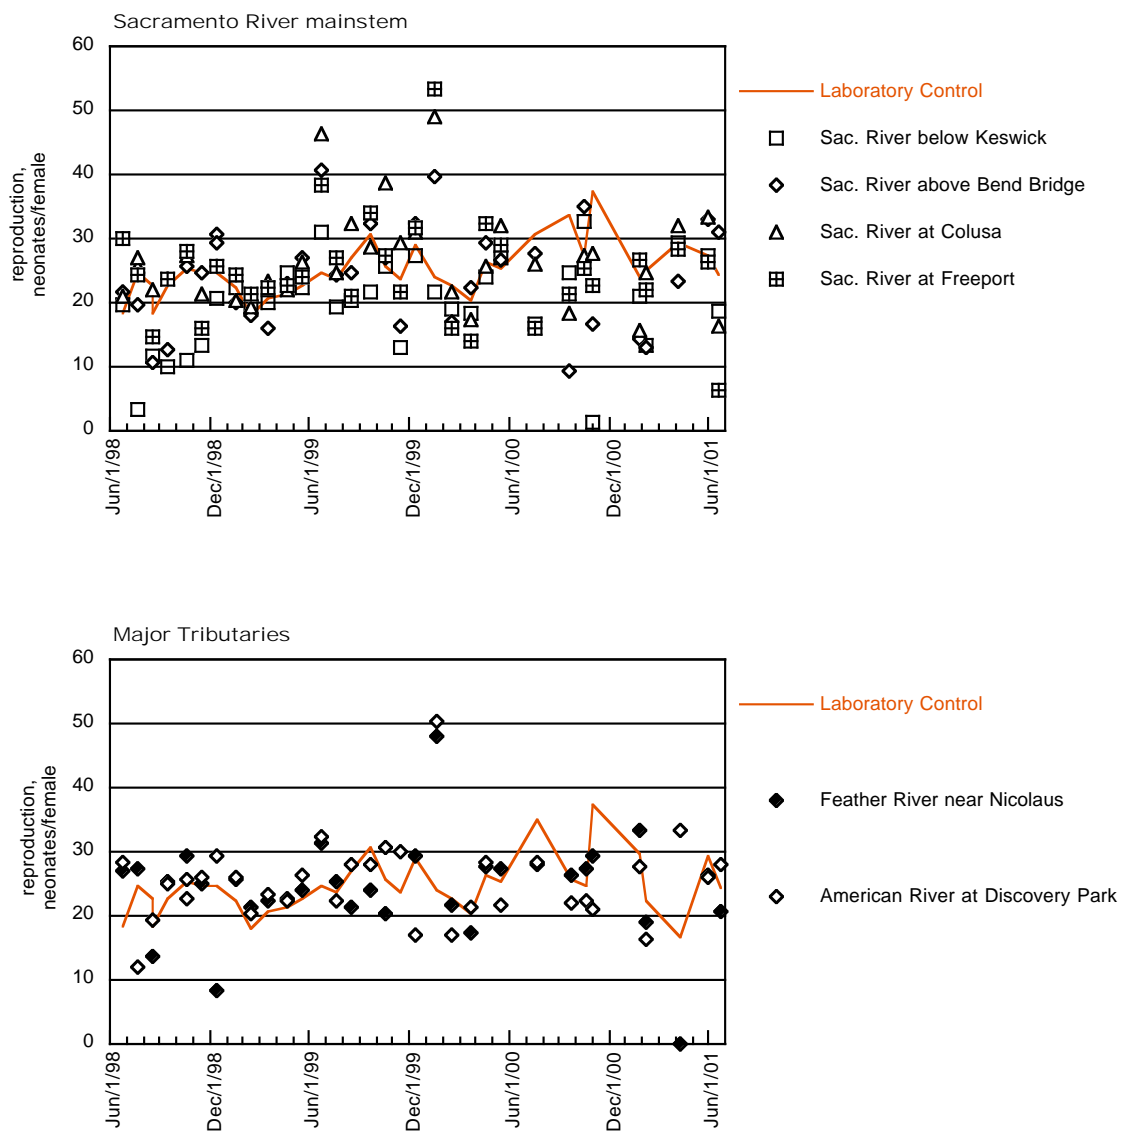 Sacramento River mainstem
60
50
40
30
20
10
0
reproduction,
neonates/female
Jun/1/98
Dec/1/98
Jun/1/99
Dec/1/99
Jun/1/00
Dec/1/00
Jun/1/01
Laboratory Control
Sac. River below Keswick
Sac. River above Bend Bridge
Sac. River at Colusa
Sac. River at Freeport
Major Tributaries
60
50
40
30
20
10
0
reproduction,
neonates/female
Jun/1/98
Dec/1/98
Jun/1/99
Dec/1/99
Jun/1/00
Dec/1/00
Jun/1/01
Laboratory Control
Feather River near Nicolaus
American River at Discovery Park